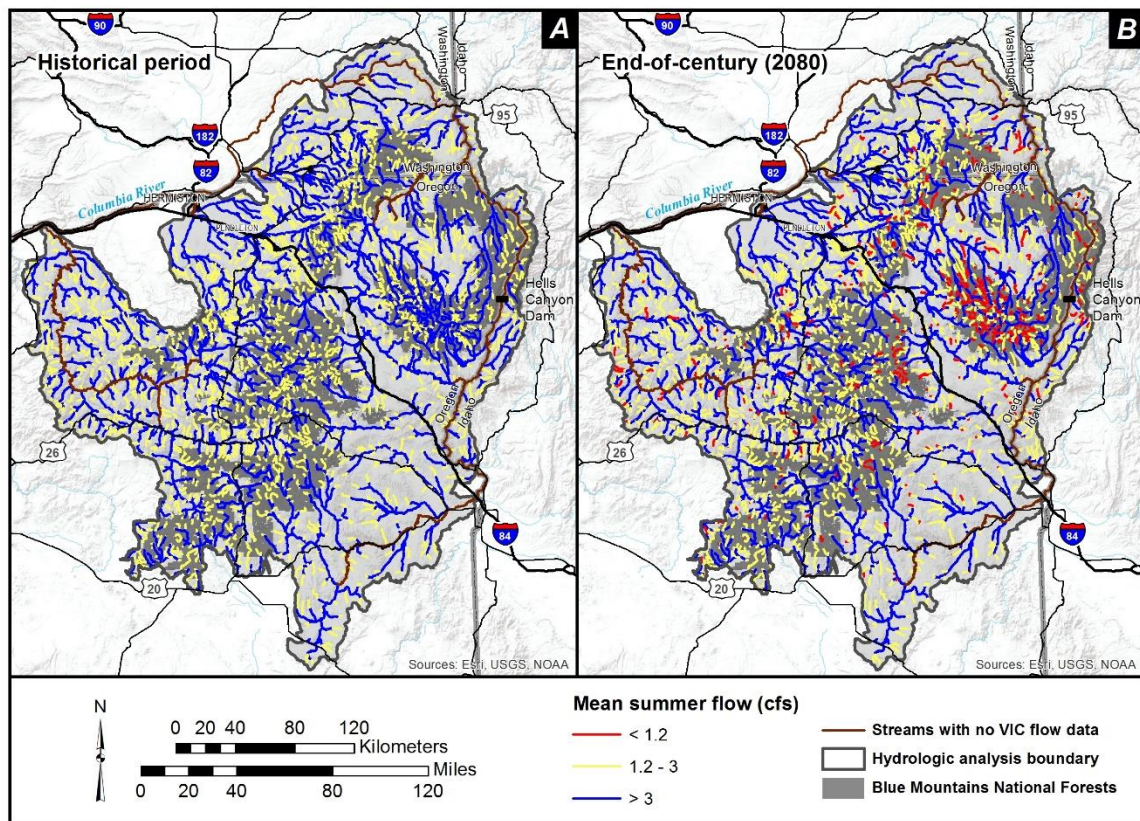 90
A
Historical period
Washington
Idaho
95
182
82
Washington
Oregon
Columbia River
HERMISTON
PENDLETON
Hells
Canyon
Dam
Oregon
Idaho
26
84
20
Sources: Esri, USGS, NOAA
90
B
End-of-century (2080)
Washington
Idaho
95
182
82
Washington
Oregon
Columbia River
HERMISTON
PENDLETON
Hells
Canyon
Dam
Oregon
Idaho
26
84
20
Sources: Esri, USGS, NOAA
N
0 20 40 80 120
Kilometers
Miles
0 20 40 80 120
Mean summer flow (cfs)
< 1.2
1.2 - 3
> 3
Streams with no VIC flow data
Hydrologic analysis boundary
Blue Mountains National Forests